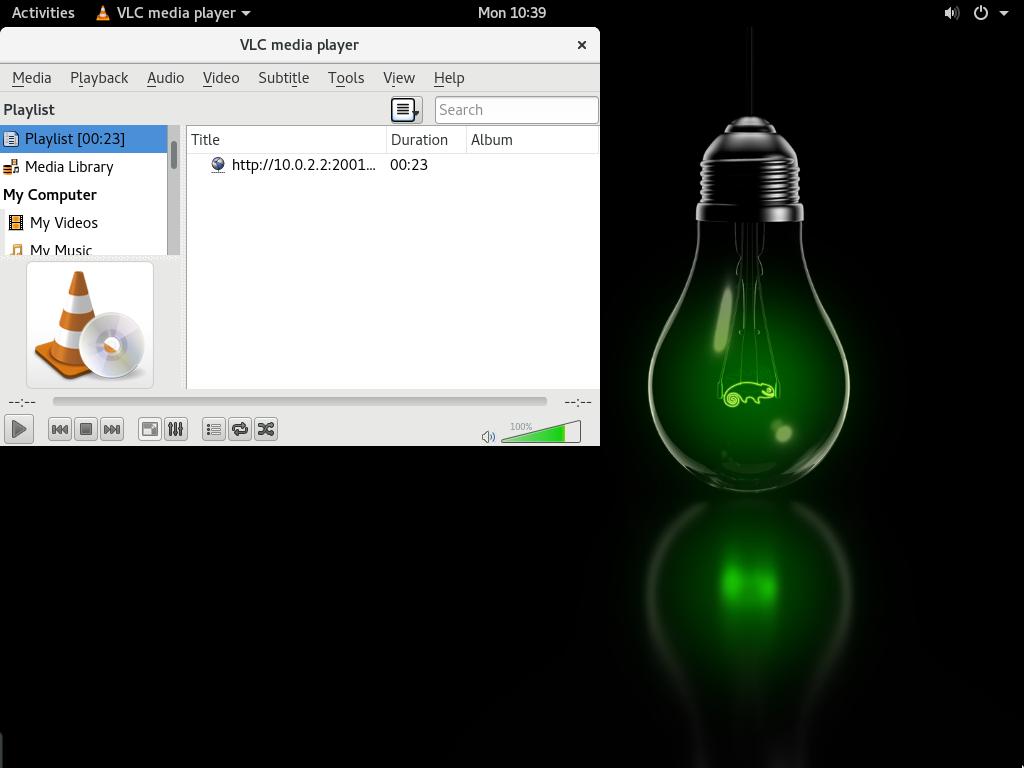 Activities VLC media player Mon 10:39
VLC media player
Media Playback Audio Video Subtitle Tools View Help
Playlist Search
Playlist [00:23] Title Duration Album
Media Library http://10.0.2.2:2001... 00:23
My Computer
My Videos
My Music
--:-- --:--
100%